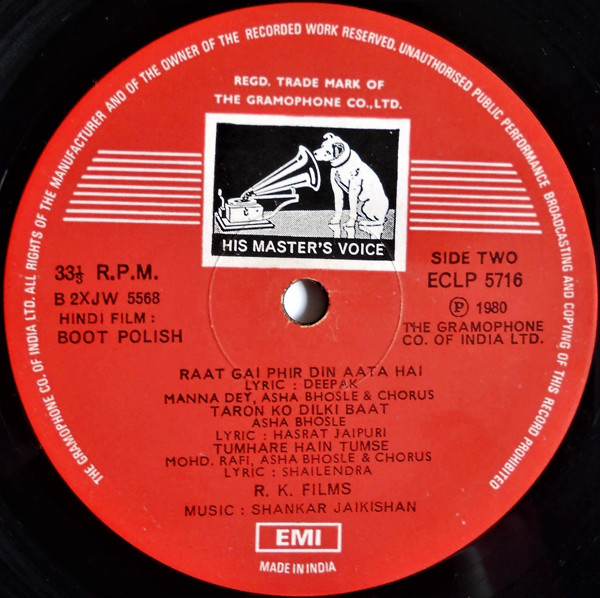 THE GRAMOPHONE CO. OF INDIA LTD. ALL RIGHTS OF THE MANUFACTURER AND OF THE OWNER OF THE RECORDED WORK RESERVED. UNAUTHORISED PUBLIC PERFORMANCE BROADCASTING AND COPYING OF THIS RECORD PROHIBITED
REGD. TRADE MARK OF
THE GRAMOPHONE CO., LTD.
HIS MASTER'S VOICE
33⅓ R.P.M.
B 2XJW 5568
HINDI FILM :
BOOT POLISH
SIDE TWO
ECLP 5716
Ⓟ 1980
THE GRAMOPHONE
CO. OF INDIA LTD.
RAAT GAI PHIR DIN AATA HAI
LYRIC : DEEPAK
MANNA DEY, ASHA BHOSLE & CHORUS
TARON KO DILKI BAAT
ASHA BHOSLE
LYRIC : HASRAT JAIPURI
TUMHARE HAIN TUMSE
MOHD. RAFI, ASHA BHOSLE & CHORUS
LYRIC : SHAILENDRA
R. K. FILMS
MUSIC : SHANKAR JAIKISHAN
EMI
MADE IN INDIA